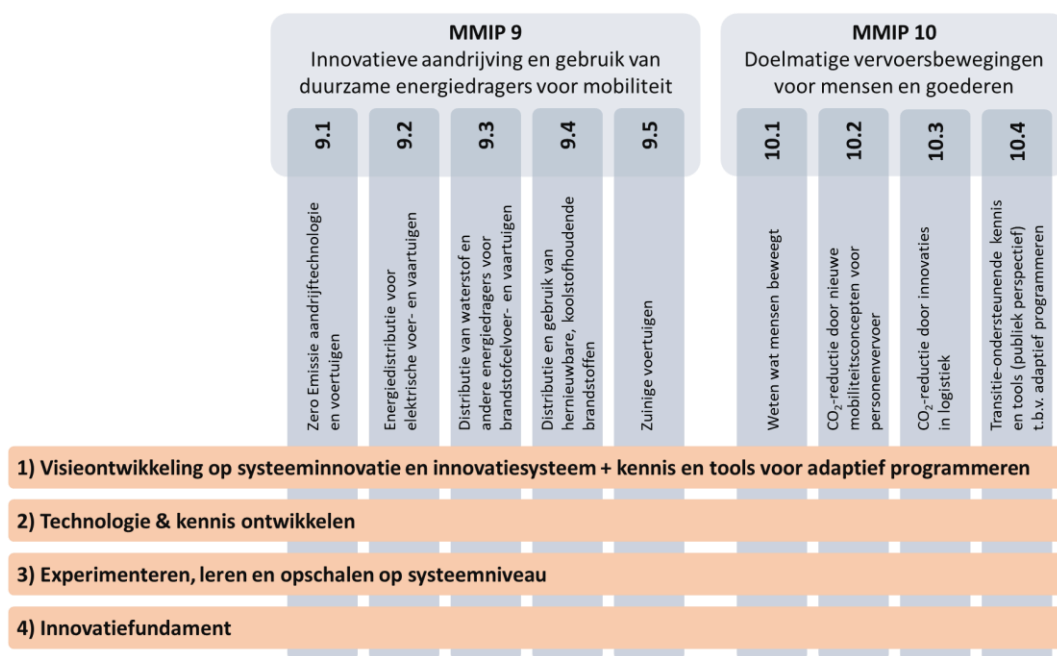 MMIP 9
Innovatieve aandrijving en gebruik van
duurzame energiedragers voor mobiliteit
MMIP 10
Doelmatige vervoersbewegingen
voor mensen en goederen
9.1
9.2
9.3
9.4
9.5
10.1
10.2
10.3
10.4
Zero Emissie aandrijftechnologie
en voertuigen
Energiedistributie voor
elektrische voer- en vaartuigen
Distributie van waterstof en
andere energiedragers voor
brandstofcelvoer- en vaartuigen
Distributie en gebruik van
hernieuwbare, koolstofhoudende
brandstoffen
Zuinige voertuigen
Weten wat mensen beweegt
CO₂-reductie door nieuwe
mobiliteitsconcepten voor
personenvervoer
CO₂-reductie door innovaties
in logistiek
Transitie-ondersteunende kennis
en tools (publiek perspectief)
t.b.v. adaptief programmeren
1) Visieontwikkeling op systeeminnovatie en innovatiesysteem + kennis en tools voor adaptief programmeren
2) Technologie & kennis ontwikkelen
3) Experimenteren, leren en opschalen op systeemniveau
4) Innovatiefundament